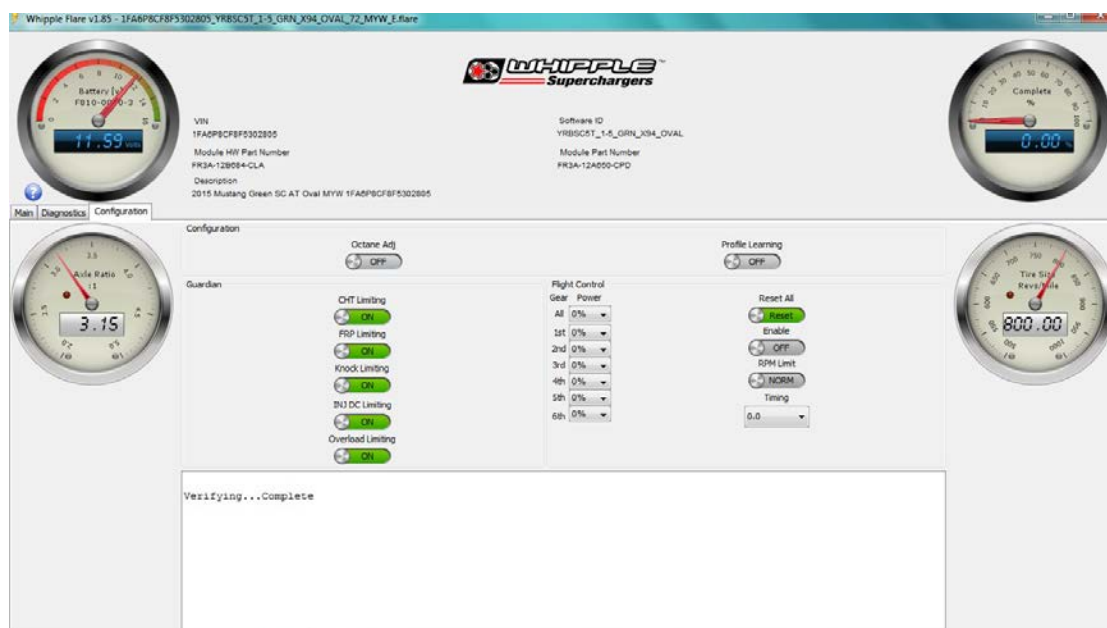 Whipple Flare v1.85 - 1FA6P8CF8F5302805_YRBSC5T_1-5_GRN_X94_OVAL_72_MYW_E.flare
WHIPPLE
Superchargers
Battery [v]
11.59 volts
Complete
%
0.00 %
VIN
1FA6P8CF8F5302805
Software ID
YRBSC5T_1-5_GRN_X94_OVAL
Module HW Part Number
FR3A-12B684-CLA
Module Part Number
FR3A-12A650-CPD
Description
2015 Mustang Green SC AT Oval MYW 1FA6P8CF8F5302805
Main Diagnostics Configuration
Configuration
Octane Adj
OFF
Profile Learning
OFF
Axle Ratio
:1
3.15
Tire Size
Revs/Mile
800.00
Guardian
CHT Limiting
ON
FRP Limiting
ON
Knock Limiting
ON
INJ DC Limiting
ON
Overload Limiting
ON
Flight Control
Gear Power
All 0%
1st 0%
2nd 0%
3rd 0%
4th 0%
5th 0%
6th 0%
Reset All
Reset
Enable
OFF
RPM Limit
NORM
Timing
0.0
Verifying...Complete